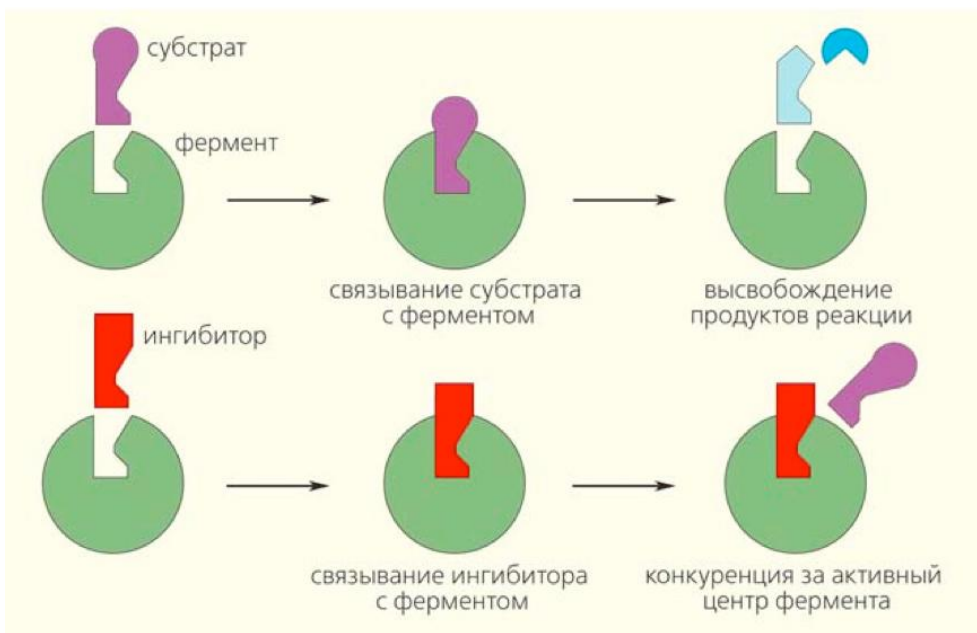 субстрат
фермент
связывание субстрата
с ферментом
высвобождение
продуктов реакции
ингибитор
связывание ингибитора
с ферментом
конкуренция за активный
центр фермента